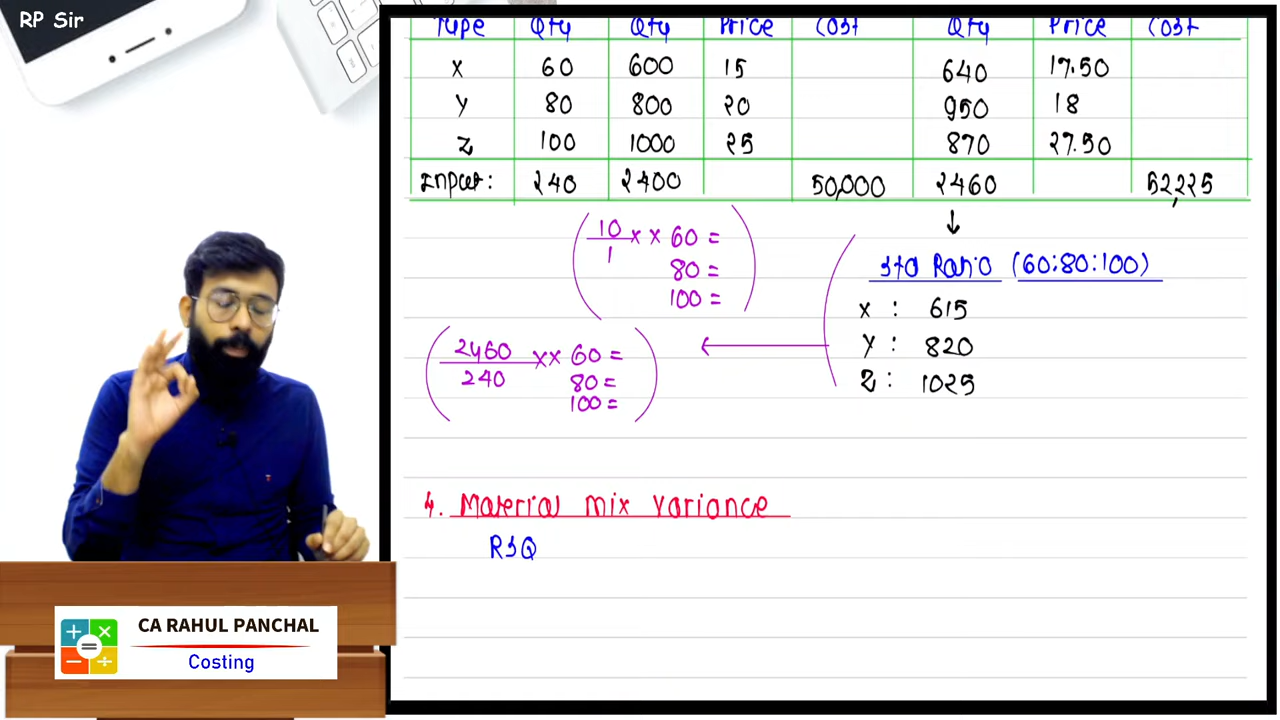 RP Sir
Type Qty Qty Price Cost Qty Price Cost
X 60 600 15 640 17.50
Y 80 800 20 950 18
Z 100 1000 25 870 27.50
Input: 240 2400 50,000 2460 52,225
↓
10/1 x x 60 =
80 =
100 =
Std Ratio (60:80:100)
X : 615
Y : 820
Z : 1025
2460/240 xx 60 =
80 =
100 =
4. Material mix variance
RSQ
CA RAHUL PANCHAL
Costing